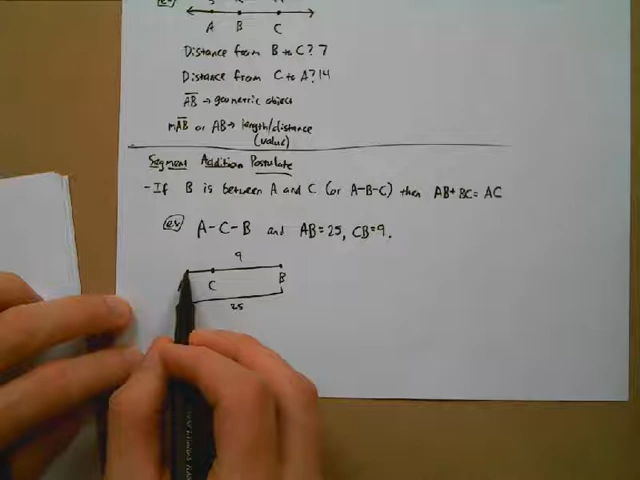 A B C
Distance from B to C? 7
Distance from C to A? 14
AB → geometric object
mAB or AB → length/distance
(value)
Segment Addition Postulate
- If B is between A and C (or A-B-C) then AB+BC= AC
ex A-C-B and AB=25, CB=9.
9
C B
25